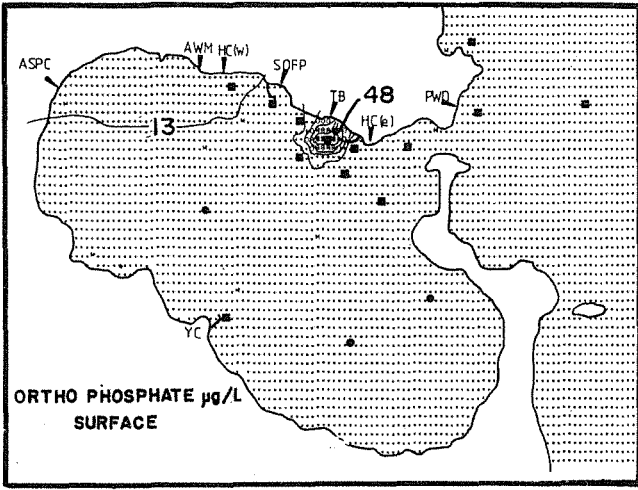 ASPC
AWM
HC(w)
SOFP
TB
48
HC(e)
PWD
13
YC
ORTHO PHOSPHATE µg/L
SURFACE